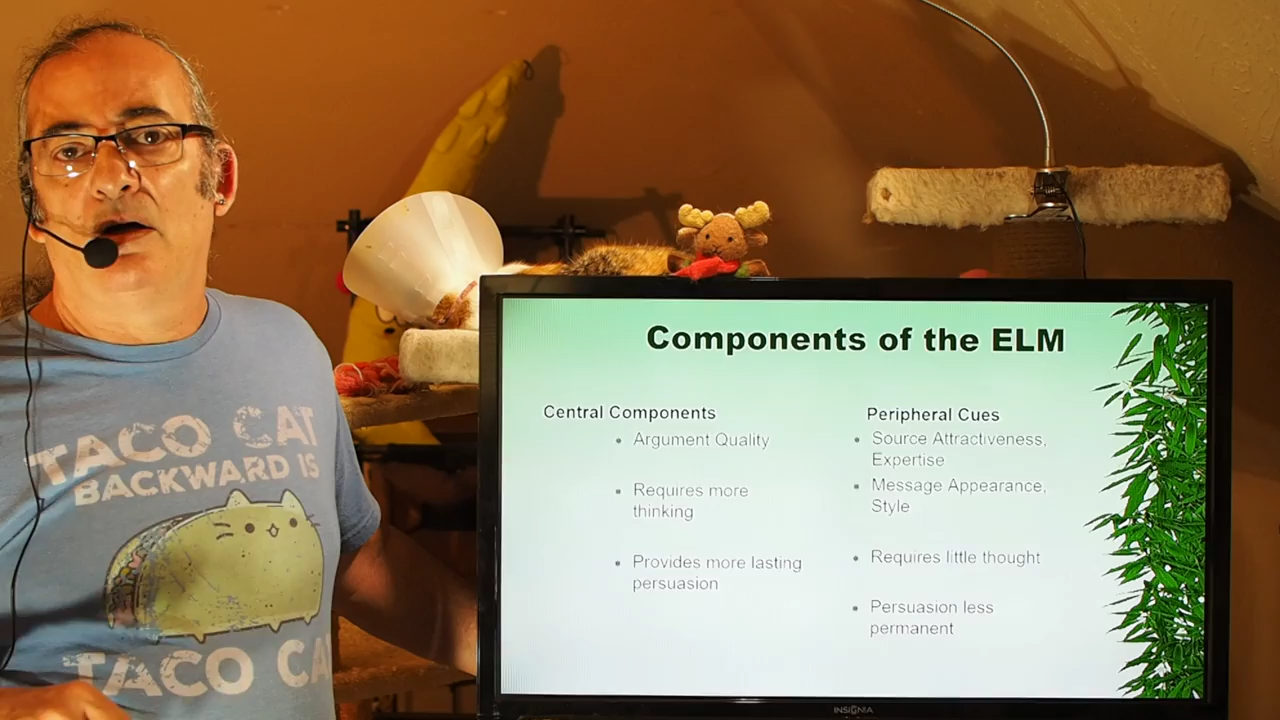 TACO CAT
BACKWARD IS
TACO CA
Components of the ELM
Central Components
• Argument Quality
• Requires more
thinking
• Provides more lasting
persuasion
Peripheral Cues
• Source Attractiveness,
Expertise
• Message Appearance,
Style
• Requires little thought
• Persuasion less
permanent
INSIGNIA